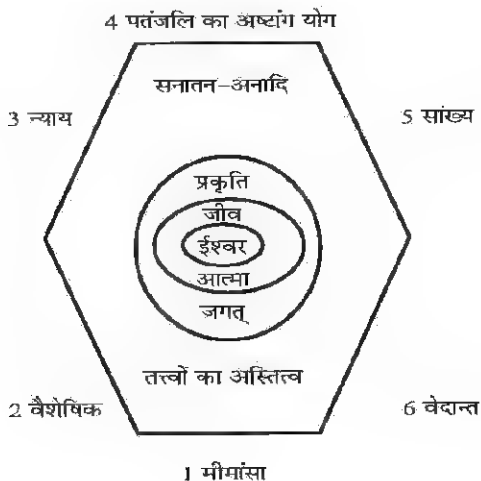 4 पतंजलि का अष्टांग योग
सनातन-अनादि
3 न्याय
5 सांख्य
प्रकृति
जीव
ईश्वर
आत्मा
जगत्
तत्त्वों का अस्तित्व
2 वैशेषिक
6 वेदान्त
1 मीमांसा